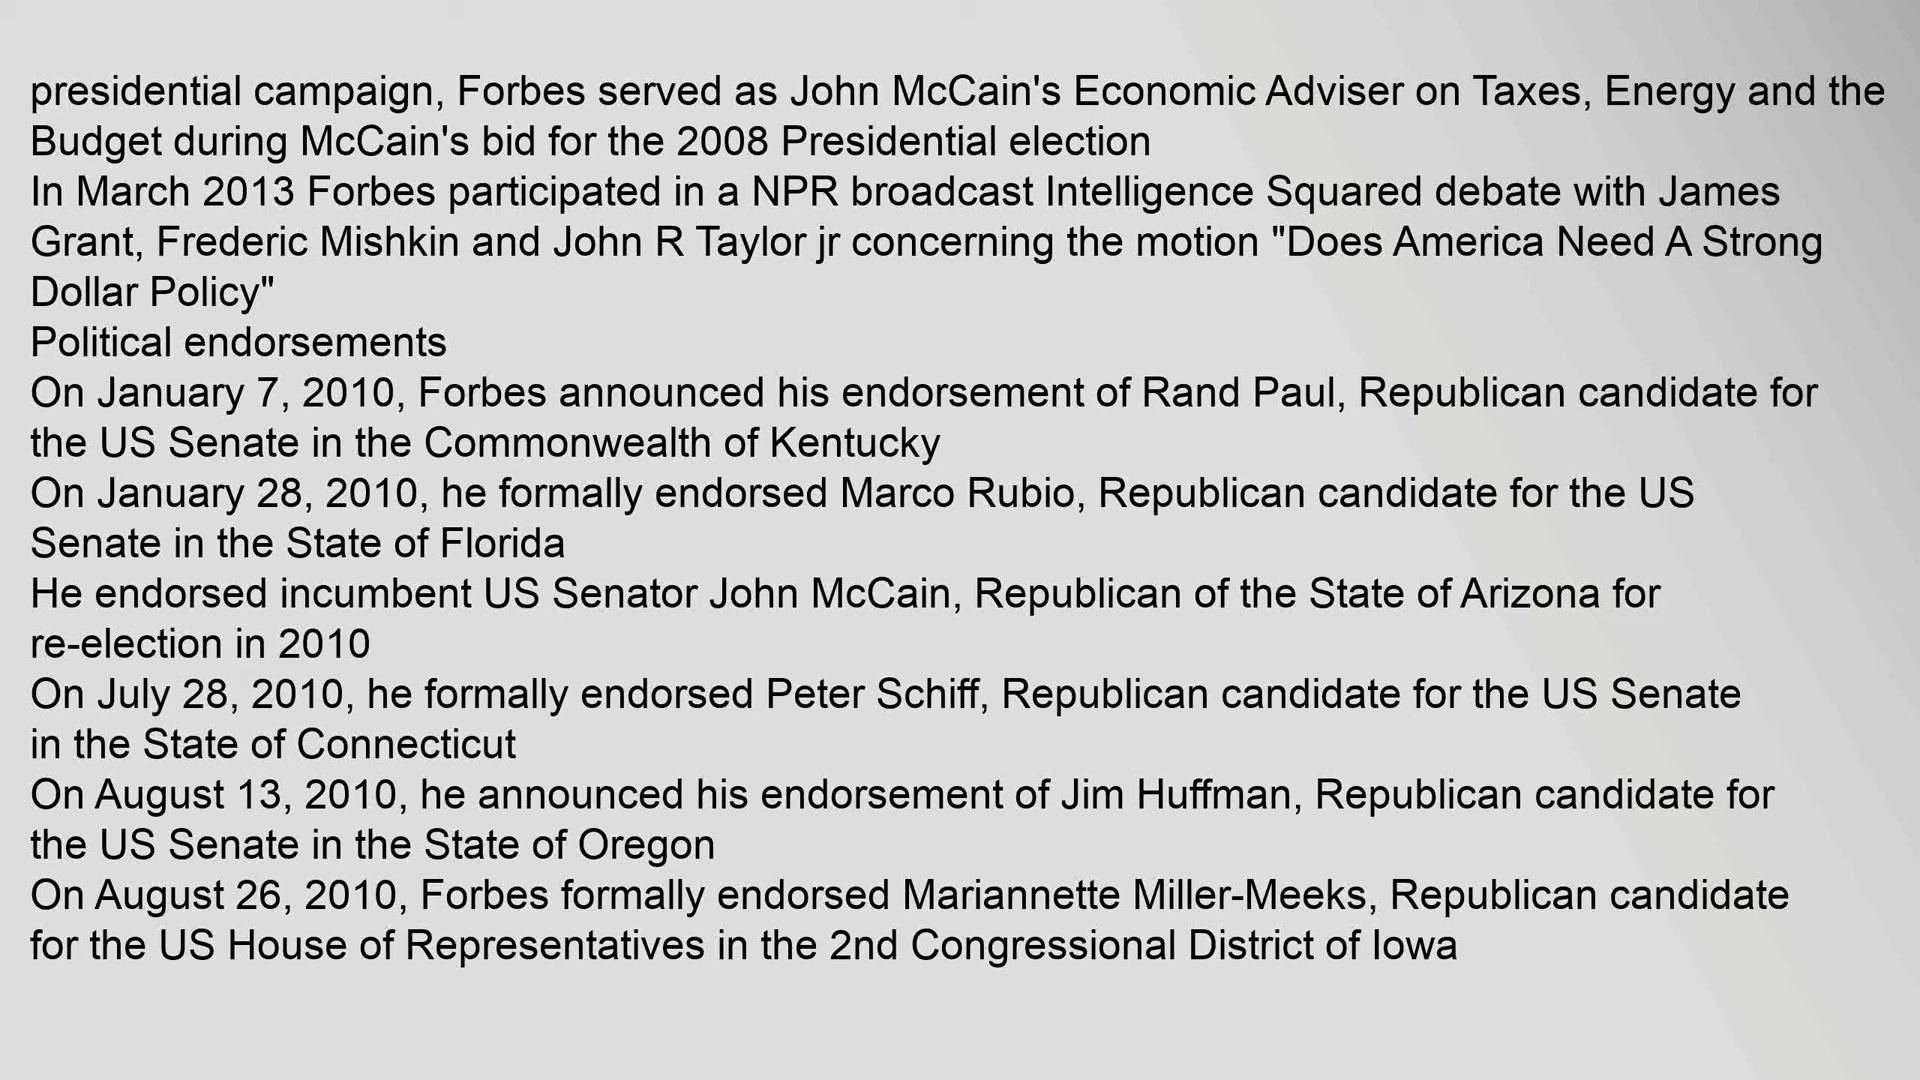 presidential campaign, Forbes served as John McCain's Economic Adviser on Taxes, Energy and the
Budget during McCain's bid for the 2008 Presidential election
In March 2013 Forbes participated in a NPR broadcast Intelligence Squared debate with James
Grant, Frederic Mishkin and John R Taylor jr concerning the motion "Does America Need A Strong
Dollar Policy"
Political endorsements
On January 7, 2010, Forbes announced his endorsement of Rand Paul, Republican candidate for
the US Senate in the Commonwealth of Kentucky
On January 28, 2010, he formally endorsed Marco Rubio, Republican candidate for the US
Senate in the State of Florida
He endorsed incumbent US Senator John McCain, Republican of the State of Arizona for
re-election in 2010
On July 28, 2010, he formally endorsed Peter Schiff, Republican candidate for the US Senate
in the State of Connecticut
On August 13, 2010, he announced his endorsement of Jim Huffman, Republican candidate for
the US Senate in the State of Oregon
On August 26, 2010, Forbes formally endorsed Mariannette Miller-Meeks, Republican candidate
for the US House of Representatives in the 2nd Congressional District of Iowa